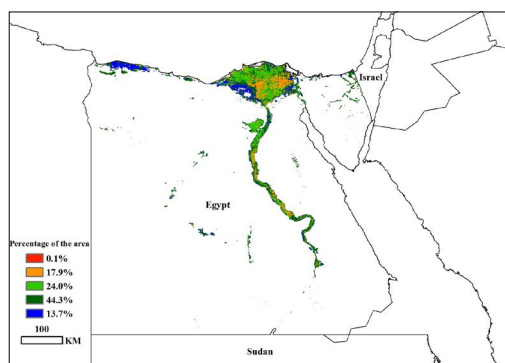 Israel
Egypt
Percentage of the area
0.1%
17.9%
24.0%
44.3%
13.7%
100
KM
Sudan